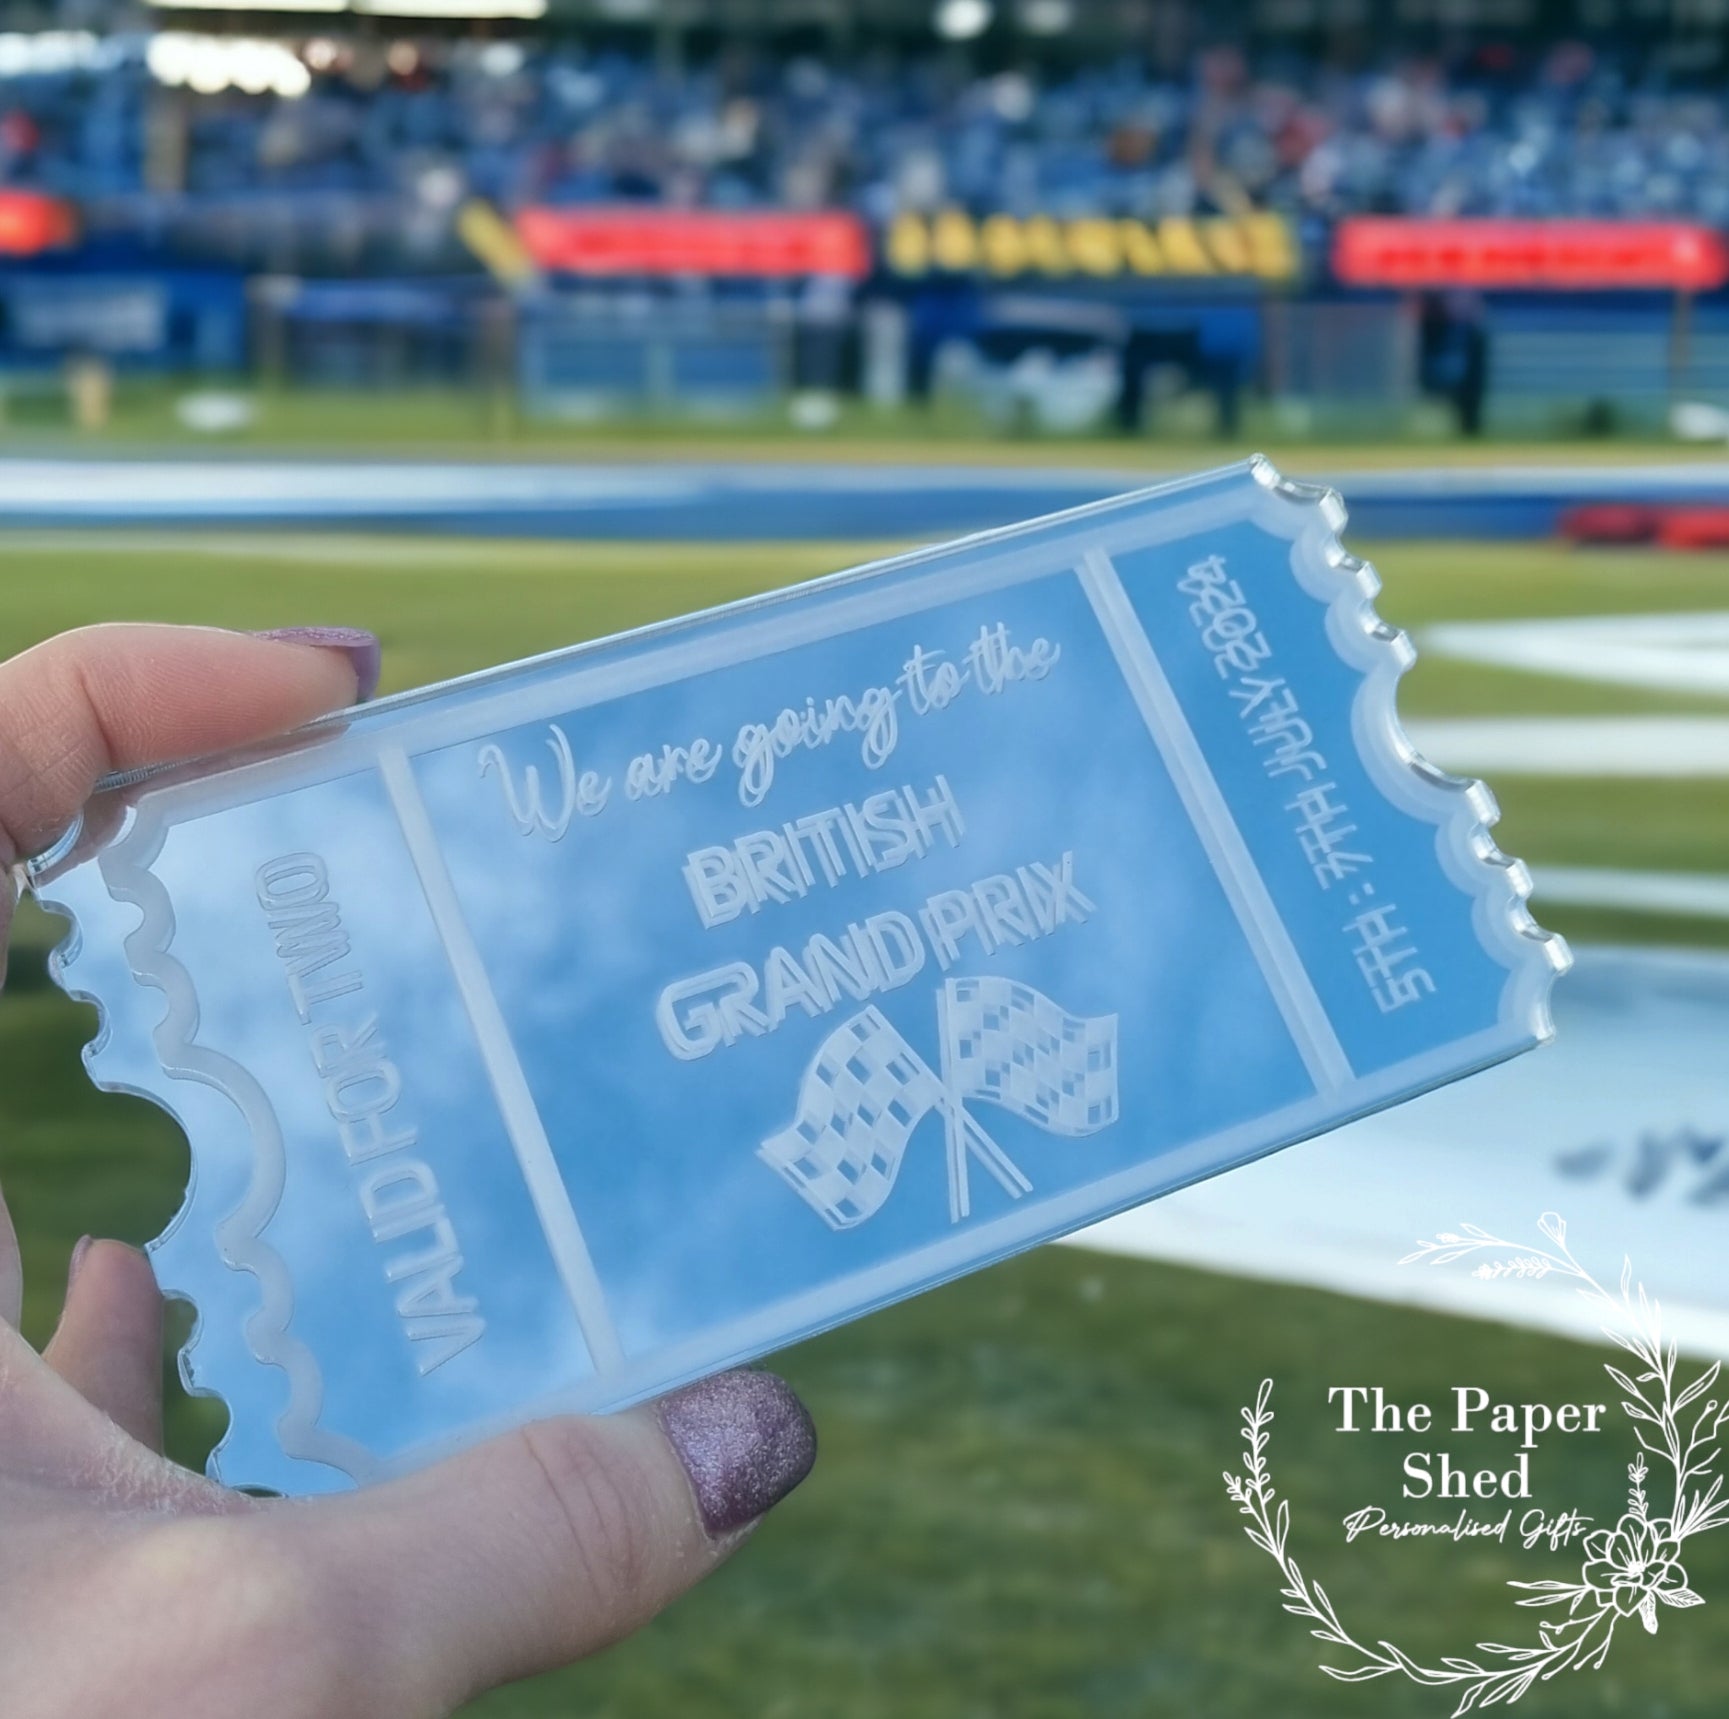 VALID FOR TWO
We are going to the
BRITISH
GRAND PRIX
5TH : 7TH JULY 2024
The Paper
Shed
Personalised Gifts